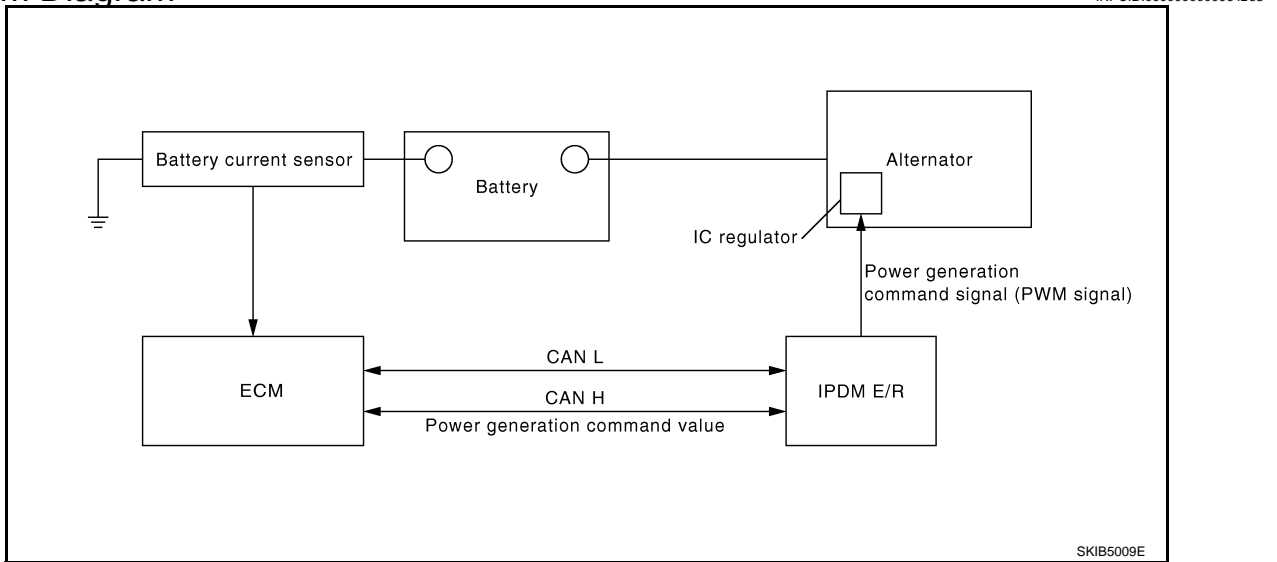 Battery current sensor
Battery
Alternator
IC regulator
Power generation
command signal (PWM signal)
ECM
CAN L
CAN H
Power generation command value
IPDM E/R
SKIB5009E